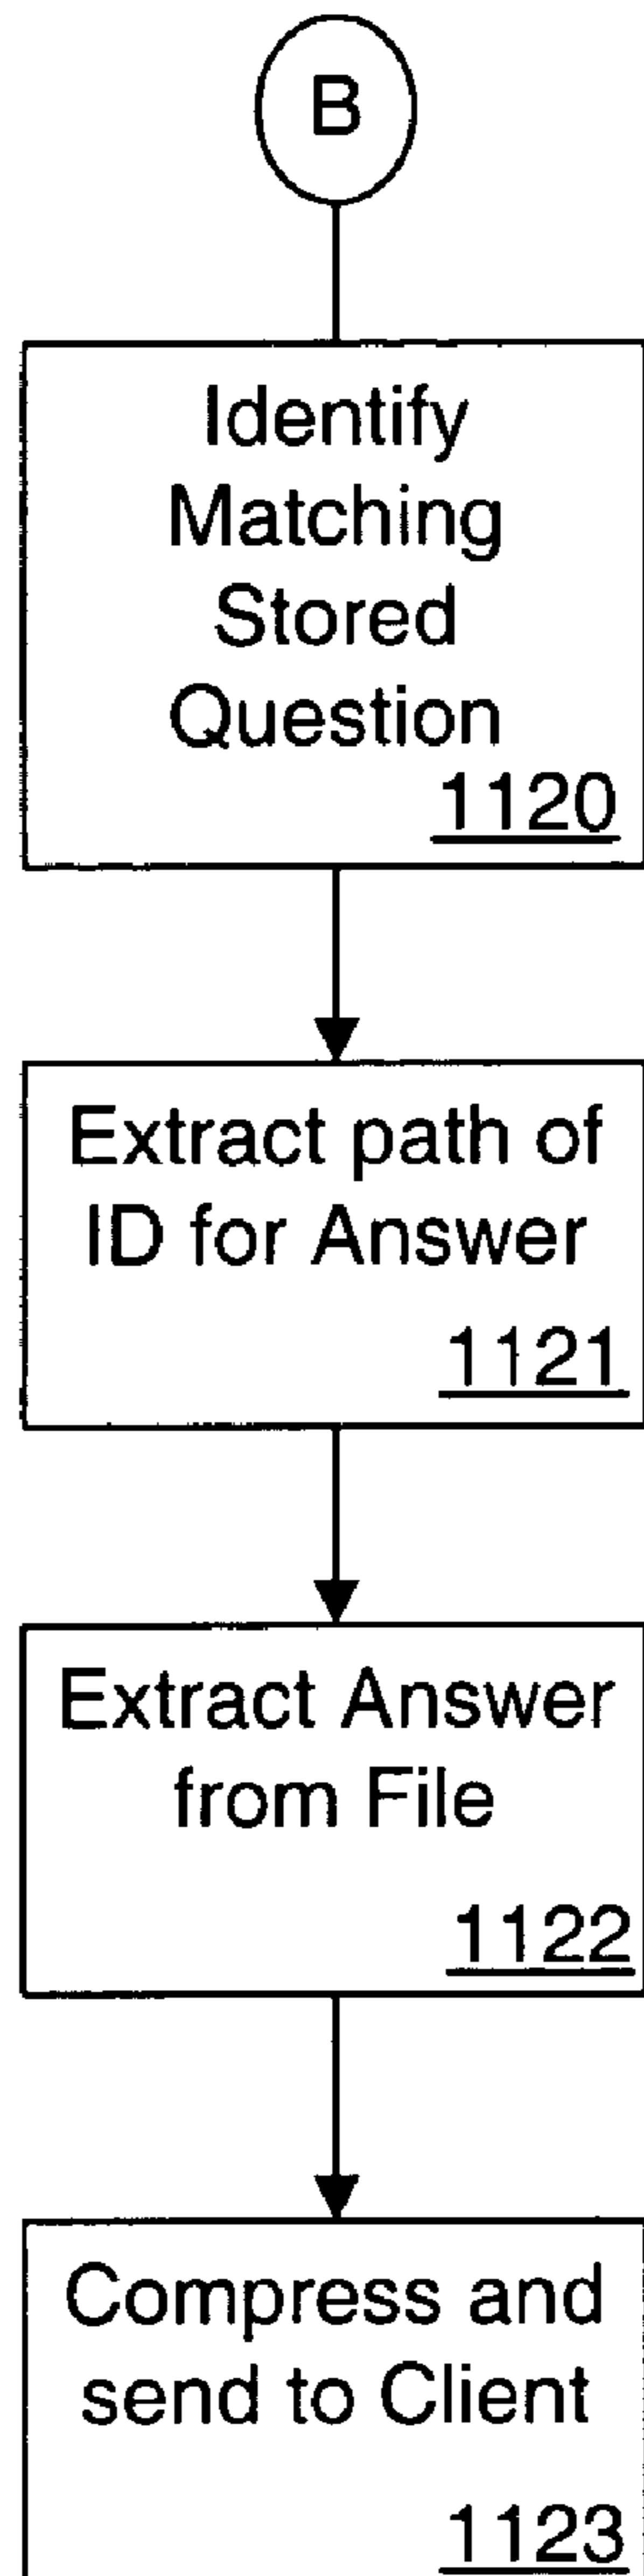 B
Identify
Matching
Stored
Question
1120
Extract path of
ID for Answer
1121
Extract Answer
from File
1122
Compress and
send to Client
1123